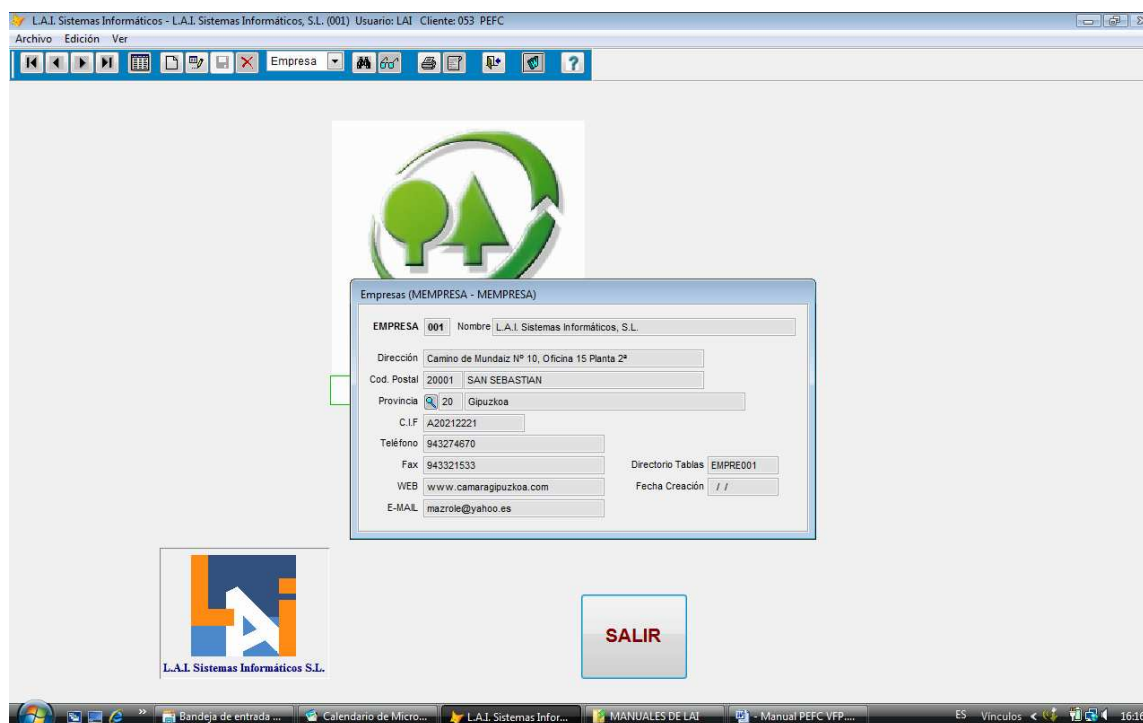 L.A.I. Sistemas Informáticos - L.A.I. Sistemas Informáticos, S.L. (001) Usuario: LAI Cliente: 053 PEFC
Archivo Edición Ver
Empresa
Empresas (MEMPRESA - MEMPRESA)
EMPRESA 001 Nombre L.A.I. Sistemas Informáticos, S.L.
Dirección Camino de Mundaiz Nº 10, Oficina 15 Planta 2ª
Cod. Postal 20001 SAN SEBASTIAN
Provincia 20 Gipuzkoa
C.I.F A20212221
Teléfono 943274670
Fax 943321533 Directorio Tablas EMPRE001
WEB www.camaragipuzkoa.com Fecha Creación / /
E-MAIL mazrole@yahoo.es
LAi
L.A.I. Sistemas Informáticos S.L.
SALIR
Bandeja de entrada ... Calendario de Micro... L.A.I. Sistemas Infor... MANUALES DE LAI - Manual PEFC VFP.... ES Vínculos